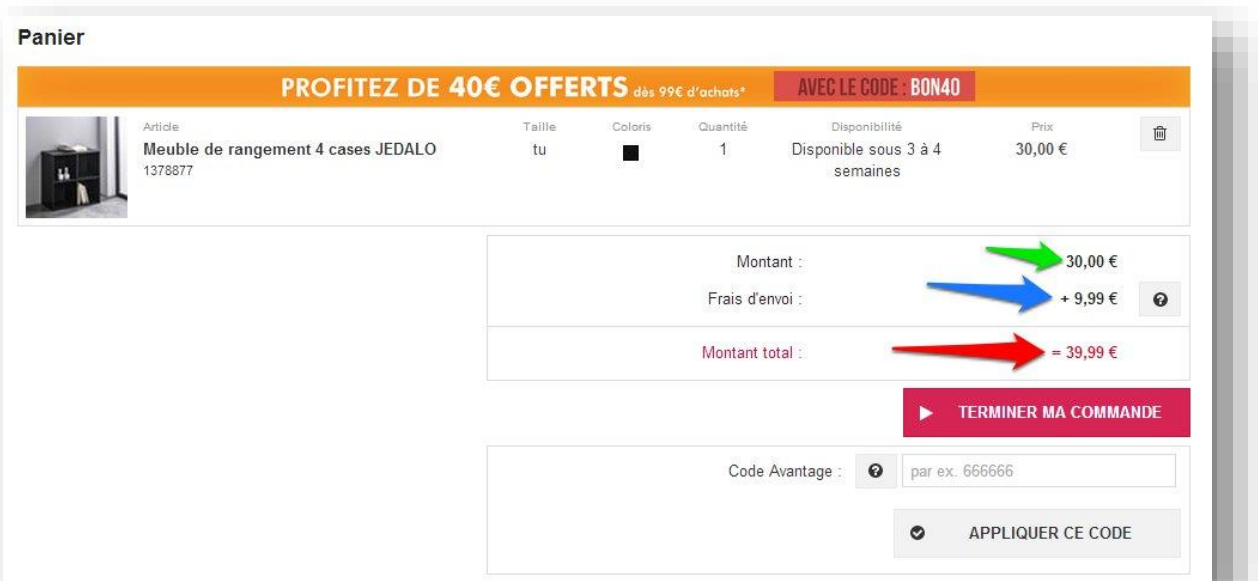 Panier
PROFITEZ DE 40€ OFFERTS dès 99€ d'achats* AVEC LE CODE : BON40
Article Taille Coloris Quantité Disponibilité Prix
Meuble de rangement 4 cases JEDALO tu 1 Disponible sous 3 à 4 30,00 €
1378877 semaines
Montant : 30,00 €
Frais d'envoi : + 9,99 €
Montant total : = 39,99 €
TERMINER MA COMMANDE
Code Avantage : par ex. 666666
APPLIQUER CE CODE